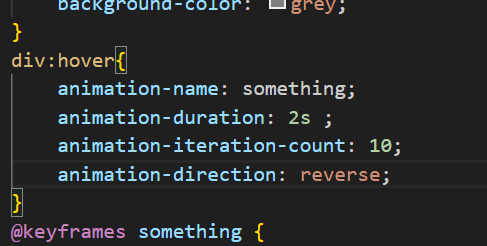 background-color: grey;
}
div:hover{
animation-name: something;
animation-duration: 2s ;
animation-iteration-count: 10;
animation-direction: reverse;
}
@keyframes something {